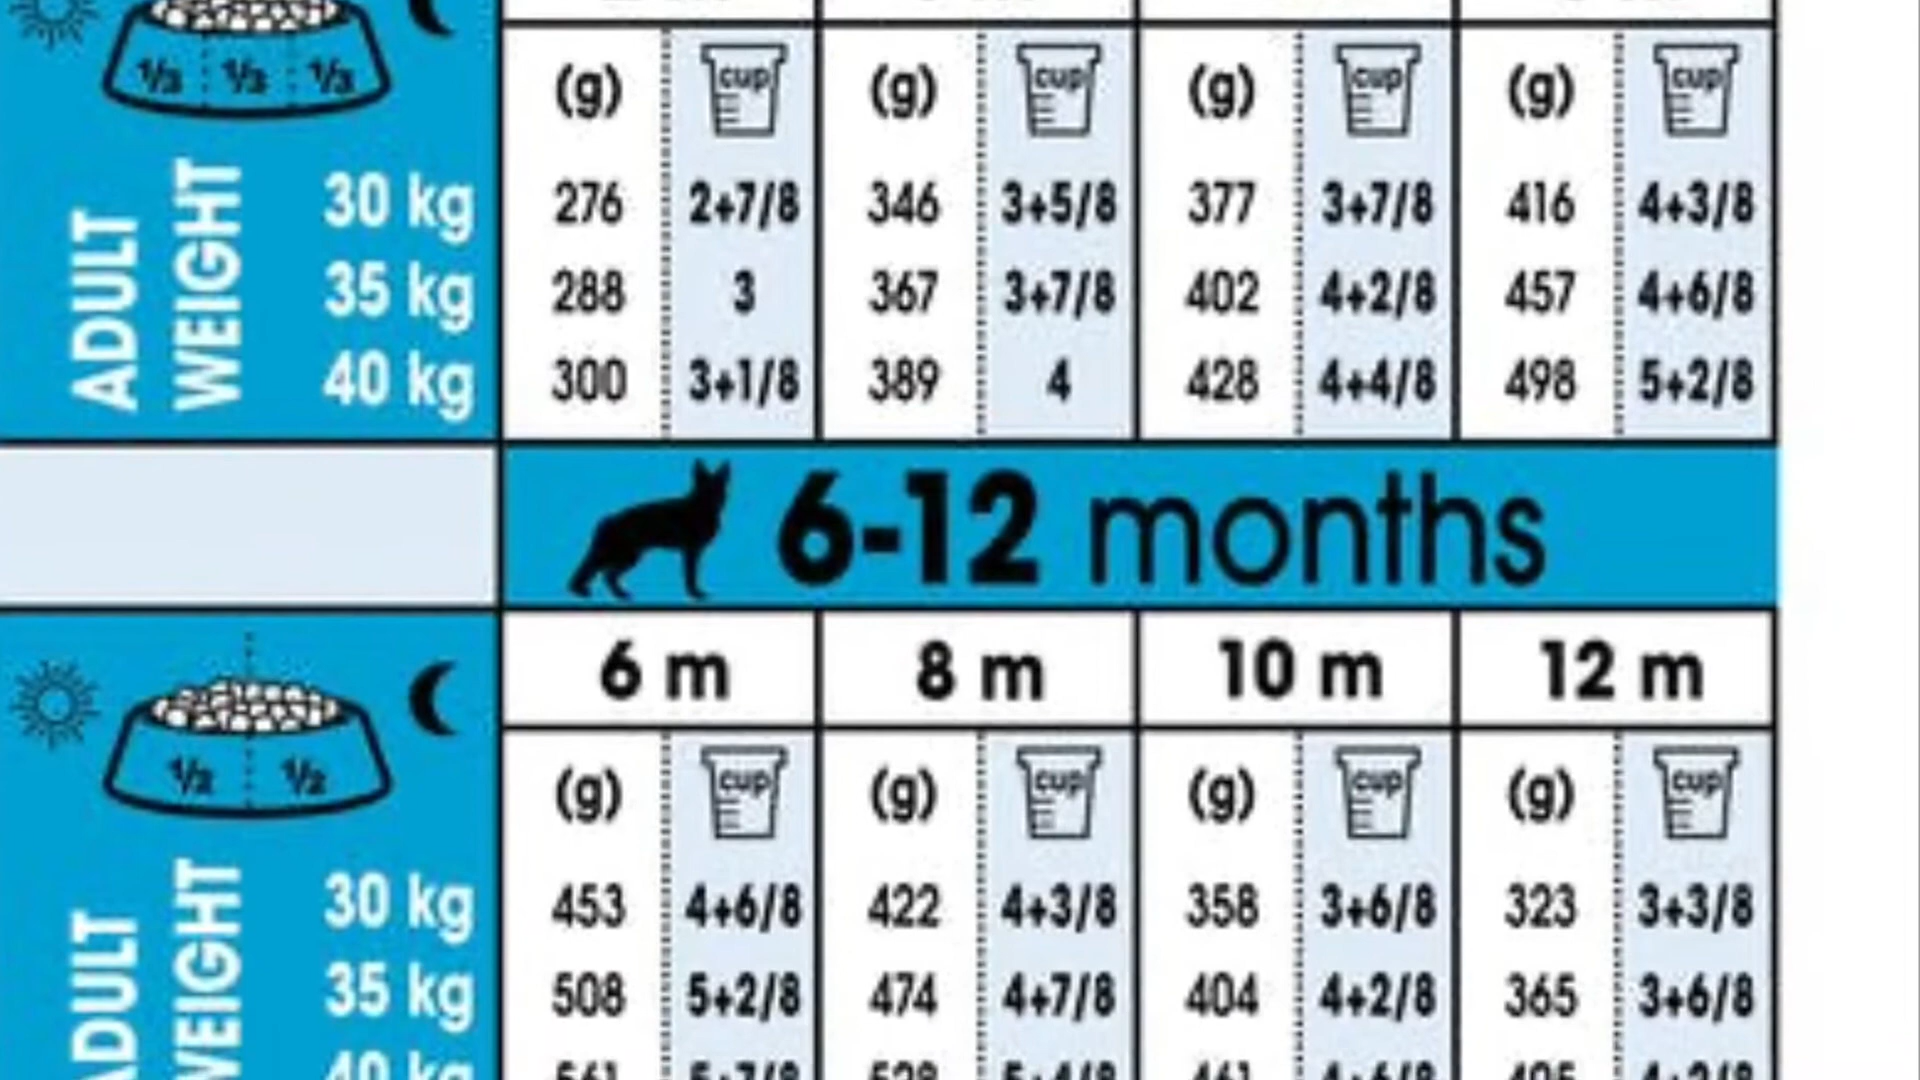 1/3 1/3 1/3
ADULT WEIGHT
(g) cup (g) cup (g) cup (g) cup
30 kg 276 2+7/8 346 3+5/8 377 3+7/8 416 4+3/8
35 kg 288 3 367 3+7/8 402 4+2/8 457 4+6/8
40 kg 300 3+1/8 389 4 428 4+4/8 498 5+2/8
6-12 months
6 m 8 m 10 m 12 m
1/2 1/2
ADULT WEIGHT
(g) cup (g) cup (g) cup (g) cup
30 kg 453 4+6/8 422 4+3/8 358 3+6/8 323 3+3/8
35 kg 508 5+2/8 474 4+7/8 404 4+2/8 365 3+6/8